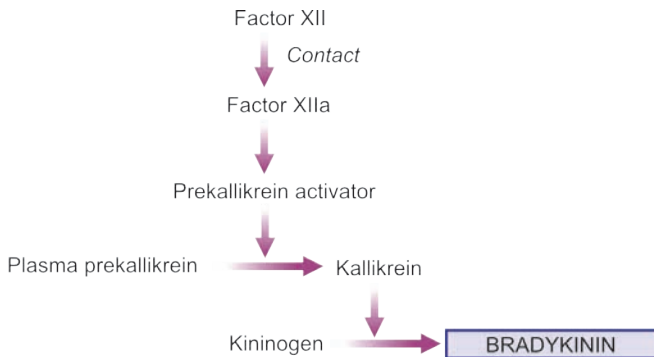 Factor XII
Contact
Factor XIIa
Prekallikrein activator
Plasma prekallikrein
Kallikrein
Kininogen
BRADYKININ